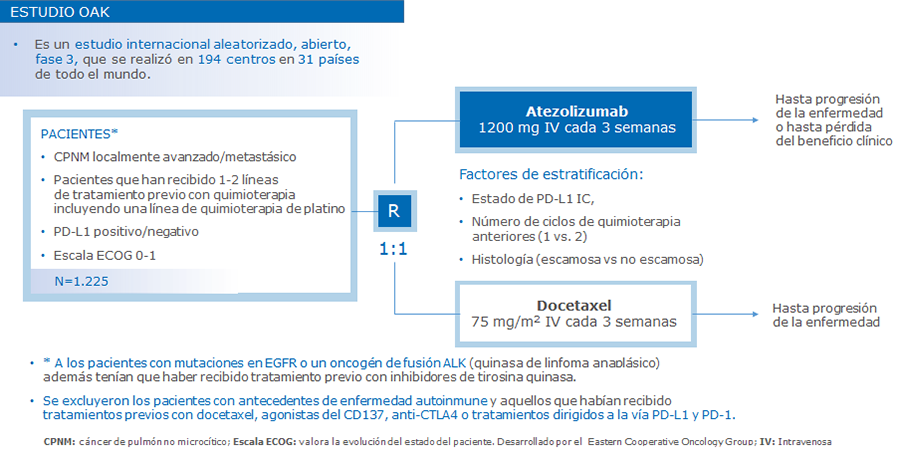 ESTUDIO OAK
• Es un estudio internacional aleatorizado, abierto,
fase 3, que se realizó en 194 centros en 31 países
de todo el mundo.
PACIENTES*
• CPNM localmente avanzado/metastásico
• Pacientes que han recibido 1-2 líneas
de tratamiento previo con quimioterapia
incluyendo una línea de quimioterapia de platino
• PD-L1 positivo/negativo
• Escala ECOG 0-1
N=1.225
R
1:1
Atezolizumab
1200 mg IV cada 3 semanas
Hasta progresión
de la enfermedad
o hasta pérdida
del beneficio clínico
Factores de estratificación:
• Estado de PD-L1 IC,
• Número de ciclos de quimioterapia
anteriores (1 vs. 2)
• Histología (escamosa vs no escamosa)
Docetaxel
75 mg/m² IV cada 3 semanas
Hasta progresión
de la enfermedad
• * A los pacientes con mutaciones en EGFR o un oncogén de fusión ALK (quinasa de linfoma anaplásico)
además tenían que haber recibido tratamiento previo con inhibidores de tirosina quinasa.
• Se excluyeron los pacientes con antecedentes de enfermedad autoinmune y aquellos que habían recibido
tratamientos previos con docetaxel, agonistas del CD137, anti-CTLA4 o tratamientos dirigidos a la vía PD-L1 y PD-1.
CPNM: cáncer de pulmón no microcítico; Escala ECOG: valora la evolución del estado del paciente. Desarrollado por el Eastern Cooperative Oncology Group; IV: Intravenosa